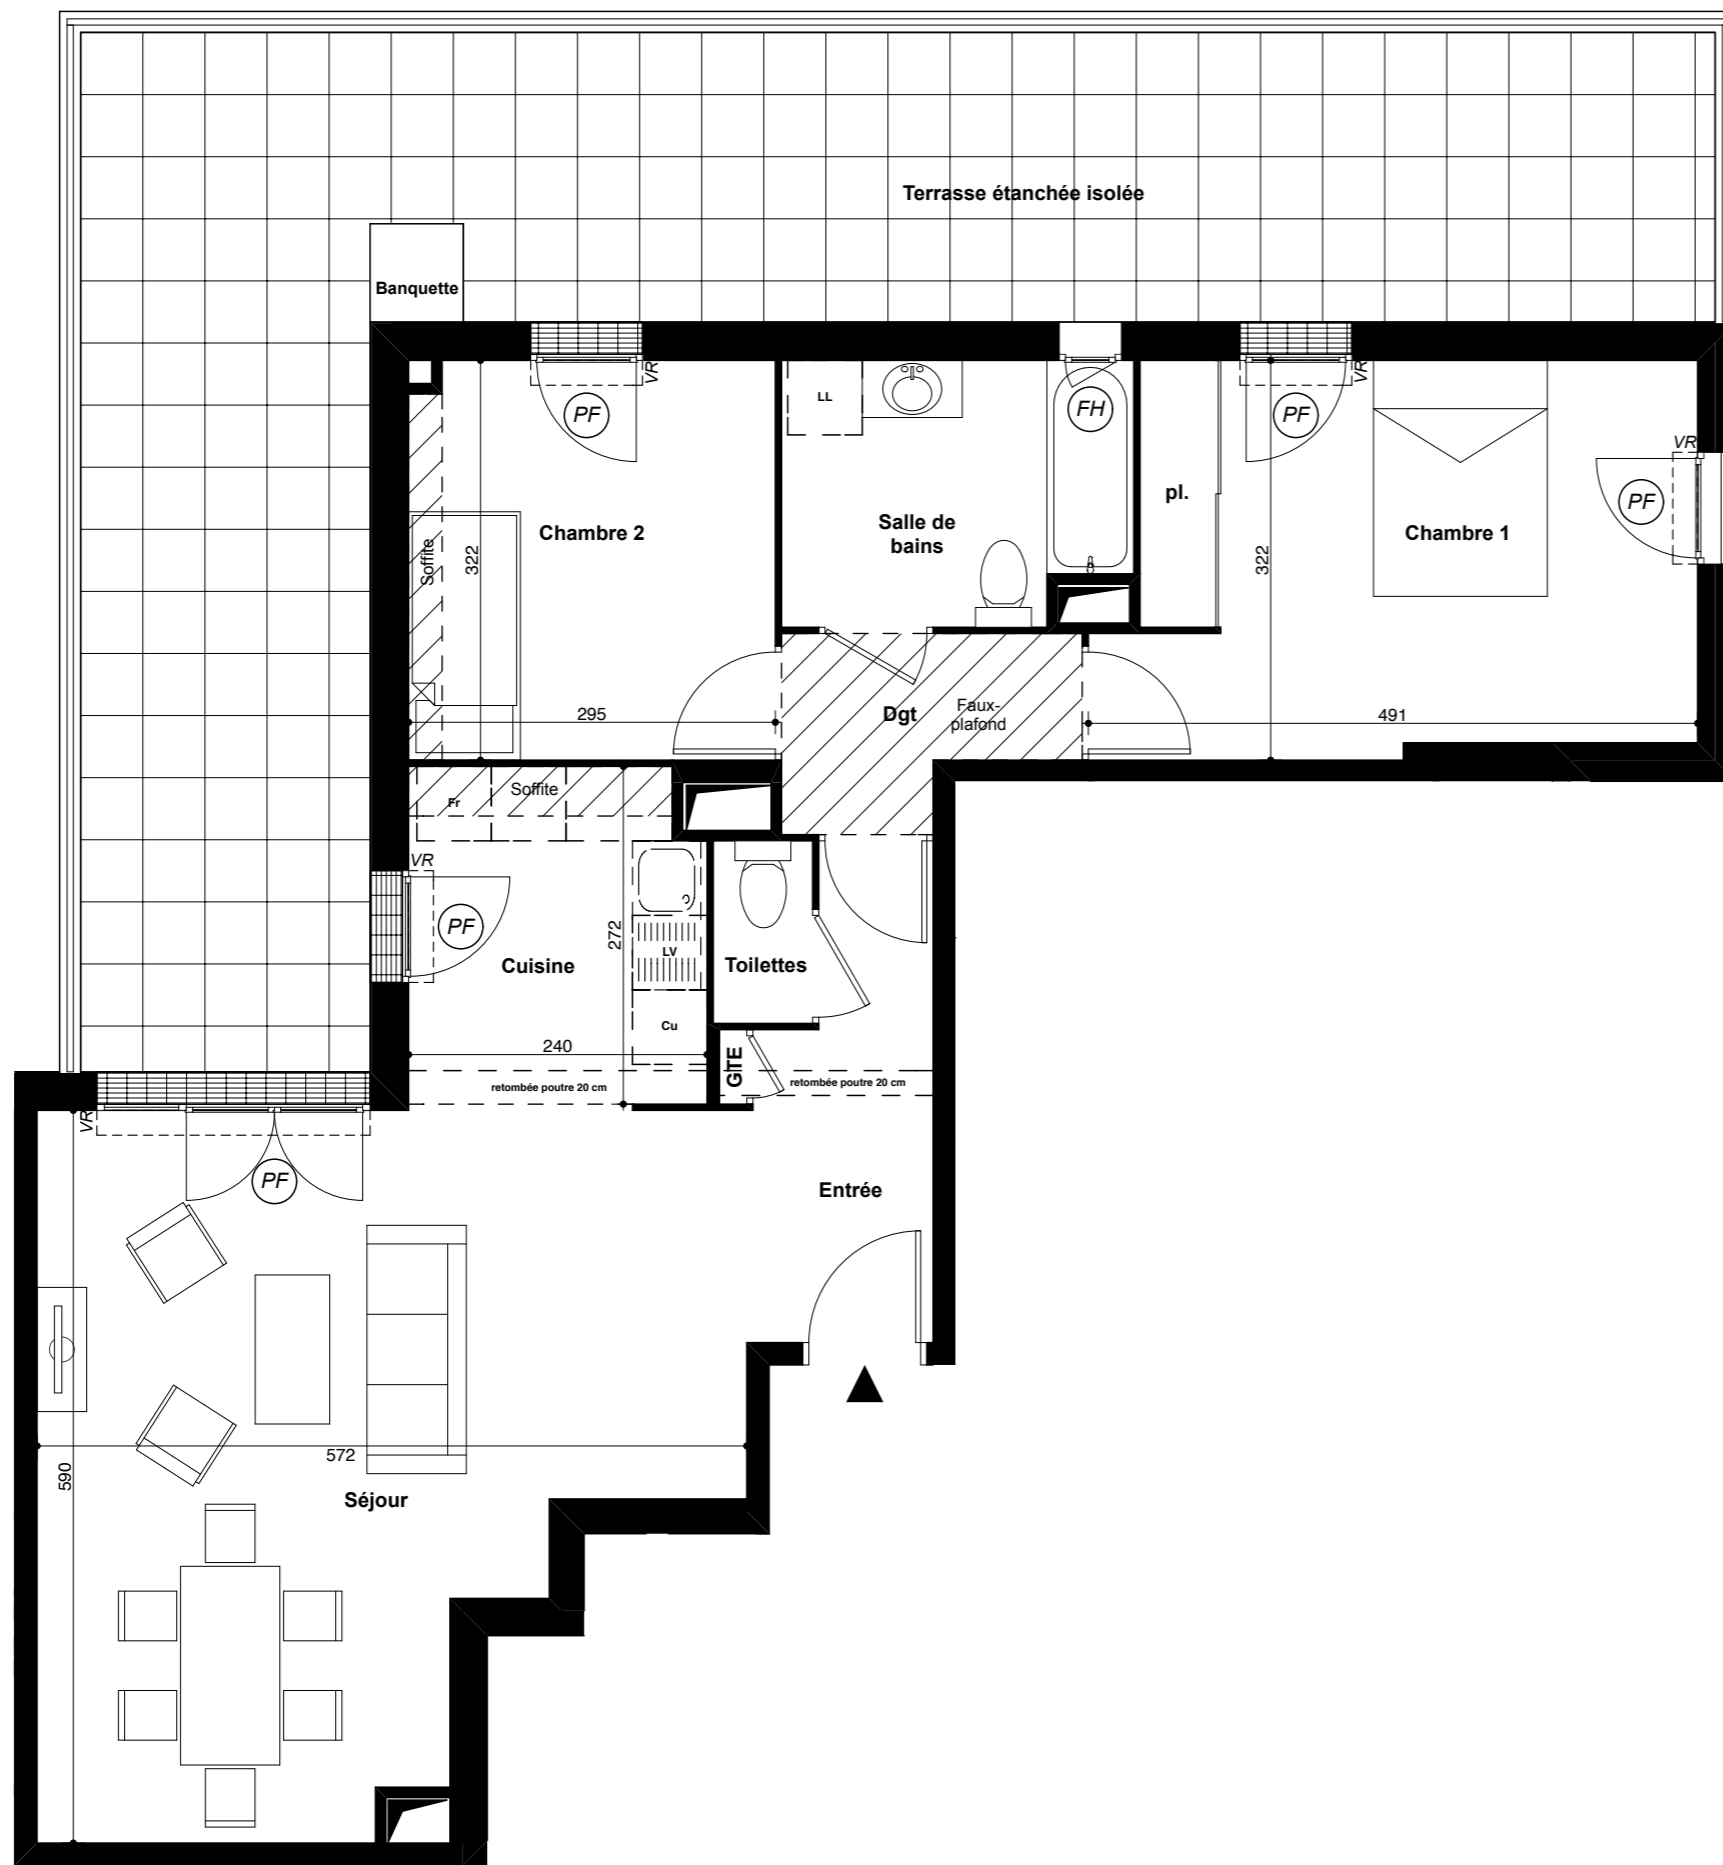 Terrasse étanchée isolée
Banquette
VR
VR
PF
LL
FH
PF
VR
PF
pl.
Chambre 2
Salle de
bains
Chambre 1
Soffite
322
322
295
Dgt
Faux-
plafond
491
Soffite
Fr
VR
PF
272
LV
Cuisine
Toilettes
Cu
240
GTE
retombée poutre 20 cm
retombée poutre 20 cm
VR
PF
Entrée
572
590
Séjour